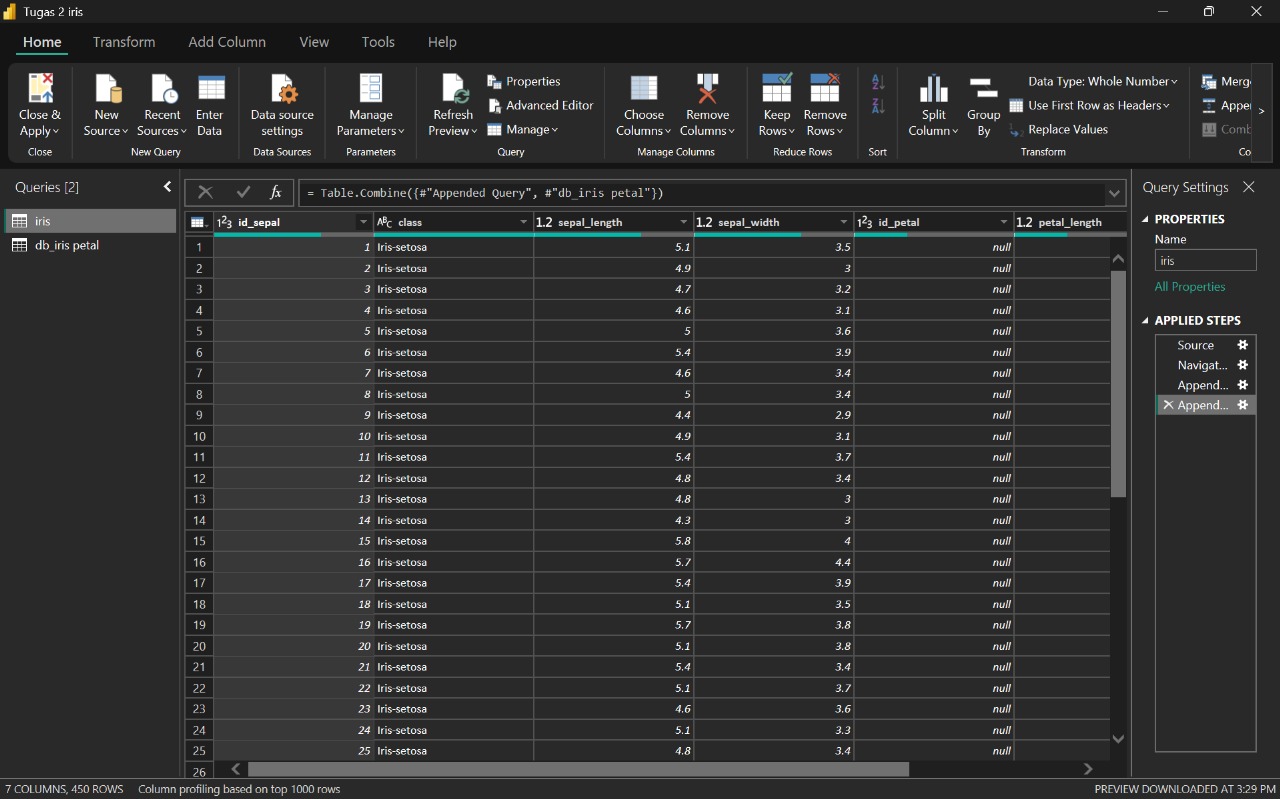 Tugas 2 iris
Home Transform Add Column View Tools Help
Close & Apply
Close
New Source
Recent Sources
Enter Data
New Query
Data source settings
Data Sources
Manage Parameters
Parameters
Refresh Preview
Properties
Advanced Editor
Manage
Query
Choose Columns
Remove Columns
Manage Columns
Keep Rows
Remove Rows
Reduce Rows
Sort
Split Column
Group By
Data Type: Whole Number
Use First Row as Headers
Replace Values
Transform
Queries [2]
iris
db_iris petal
fx = Table.Combine({#"Appended Query", #"db_iris petal"})
123 id_sepal ABC class 1.2 sepal_length 1.2 sepal_width 123 id_petal 1.2 petal_length
1 1 Iris-setosa 5.1 3.5 null
2 2 Iris-setosa 4.9 3 null
3 3 Iris-setosa 4.7 3.2 null
4 4 Iris-setosa 4.6 3.1 null
5 5 Iris-setosa 5 3.6 null
6 6 Iris-setosa 5.4 3.9 null
7 7 Iris-setosa 4.6 3.4 null
8 8 Iris-setosa 5 3.4 null
9 9 Iris-setosa 4.4 2.9 null
10 10 Iris-setosa 4.9 3.1 null
11 11 Iris-setosa 5.4 3.7 null
12 12 Iris-setosa 4.8 3.4 null
13 13 Iris-setosa 4.8 3 null
14 14 Iris-setosa 4.3 3 null
15 15 Iris-setosa 5.8 4 null
16 16 Iris-setosa 5.7 4.4 null
17 17 Iris-setosa 5.4 3.9 null
18 18 Iris-setosa 5.1 3.5 null
19 19 Iris-setosa 5.7 3.8 null
20 20 Iris-setosa 5.1 3.8 null
21 21 Iris-setosa 5.4 3.4 null
22 22 Iris-setosa 5.1 3.7 null
23 23 Iris-setosa 4.6 3.6 null
24 24 Iris-setosa 5.1 3.3 null
25 25 Iris-setosa 4.8 3.4 null
26
Query Settings
PROPERTIES
Name
iris
All Properties
APPLIED STEPS
Source
Navigat...
Append...
Append...
7 COLUMNS, 450 ROWS Column profiling based on top 1000 rows PREVIEW DOWNLOADED AT 3:29 PM